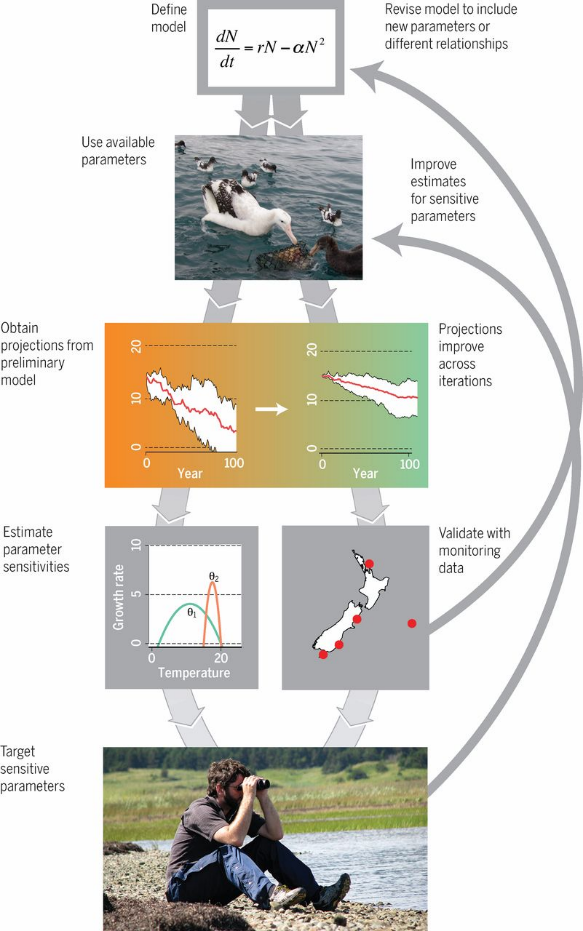 Define
model
dN/dt = rN – αN²
Revise model to include
new parameters or
different relationships
Use available
parameters
Improve
estimates
for sensitive
parameters
Obtain
projections from
preliminary
model
20
10
0
0 100
Year
20
10
0
0 100
Year
Projections
improve
across
iterations
Estimate
parameter
sensitivities
10
5
0
Growth rate
θ₂
θ₁
0 20
Temperature
Validate with
monitoring
data
Target
sensitive
parameters